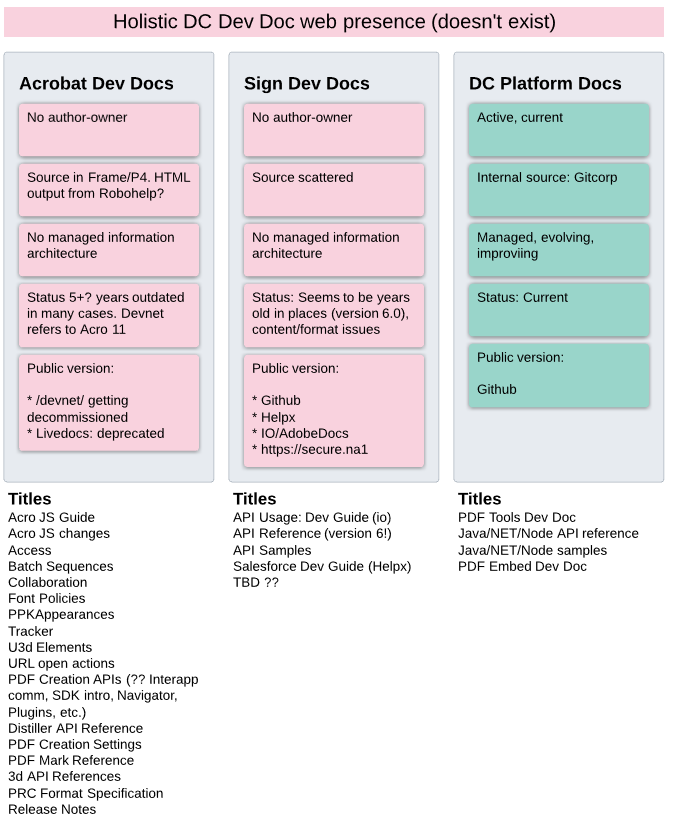 Holistic DC Dev Doc web presence (doesn't exist)
Acrobat Dev Docs
No author-owner
Source in Frame/P4. HTML
output from Robohelp?
No managed information
architecture
Status 5+? years outdated
in many cases. Devnet
refers to Acro 11
Public version:
* /devnet/ getting
decommissioned
* Livedocs: deprecated
Titles
Acro JS Guide
Acro JS changes
Access
Batch Sequences
Collaboration
Font Policies
PPKAppearances
Tracker
U3d Elements
URL open actions
PDF Creation APIs (?? Interapp
comm, SDK intro, Navigator,
Plugins, etc.)
Distiller API Reference
PDF Creation Settings
PDF Mark Reference
3d API References
PRC Format Specification
Release Notes
Sign Dev Docs
No author-owner
Source scattered
No managed information
architecture
Status: Seems to be years
old in places (version 6.0),
content/format issues
Public version:
* Github
* Helpx
* IO/AdobeDocs
* https://secure.na1
Titles
API Usage: Dev Guide (io)
API Reference (version 6!)
API Samples
Salesforce Dev Guide (Helpx)
TBD ??
DC Platform Docs
Active, current
Internal source: Gitcorp
Managed, evolving,
improviing
Status: Current
Public version:
Github
Titles
PDF Tools Dev Doc
Java/NET/Node API reference
Java/NET/Node samples
PDF Embed Dev Doc